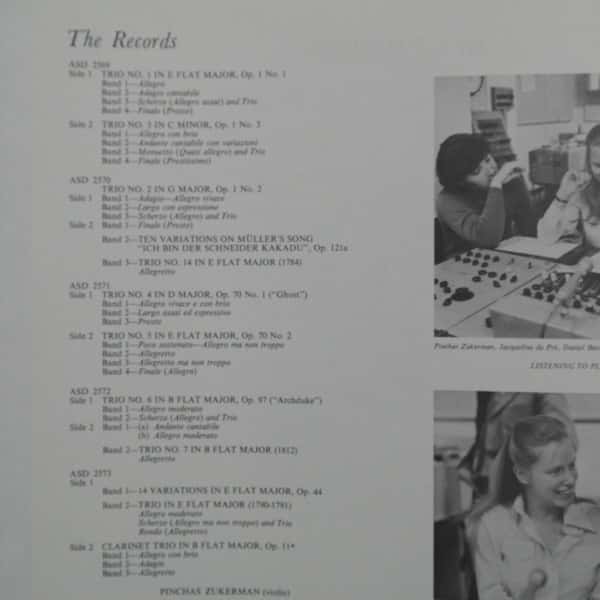 The Records
ASD 2569
Side 1 TRIO NO. 1 IN E FLAT MAJOR, Op. 1 No. 1
Band 1—Allegro
Band 2—Adagio cantabile
Band 3—Scherzo (Allegro assai) and Trio
Band 4—Finale (Presto)
Side 2 TRIO NO. 3 IN C MINOR, Op. 1 No. 3
Band 1—Allegro con brio
Band 2—Andante cantabile con variazioni
Band 3—Menuetto (Quasi allegro) and Trio
Band 4—Finale (Prestissimo)
ASD 2570
TRIO NO. 2 IN G MAJOR, Op. 1 No. 2
Side 1 Band 1—Adagio—Allegro vivace
Band 2—Largo con espressione
Band 3—Scherzo (Allegro) and Trio
Side 2 Band 1—Finale (Presto)
Band 2—TEN VARIATIONS ON MÜLLER'S SONG
"ICH BIN DER SCHNEIDER KAKADU", Op. 121a
Band 3—TRIO NO. 14 IN E FLAT MAJOR (1784)
Allegretto
ASD 2571
Side 1 TRIO NO. 4 IN D MAJOR, Op. 70 No. 1 ("Ghost")
Band 1—Allegro vivace e con brio
Band 2—Largo assai ed espressivo
Band 3—Presto
Side 2 TRIO NO. 5 IN E FLAT MAJOR, Op. 70 No. 2
Band 1—Poco sostenuto—Allegro ma non troppo
Band 2—Allegretto
Band 3—Allegretto ma non troppo
Band 4—Finale (Allegro)
ASD 2572
Side 1 TRIO NO. 6 IN B FLAT MAJOR, Op. 97 ("Archduke")
Band 1—Allegro moderato
Band 2—Scherzo (Allegro) and Trio
Side 2 Band 1—(a) Andante cantabile
(b) Allegro moderato
Band 2—TRIO NO. 7 IN B FLAT MAJOR (1812)
Allegretto
ASD 2573
Side 1
Band 1—14 VARIATIONS IN E FLAT MAJOR, Op. 44
Band 2—TRIO IN E FLAT MAJOR (1790-1791)
Allegro moderato
Scherzo (Allegro ma non troppo) and Trio
Rondo (Allegretto)
Side 2 CLARINET TRIO IN B FLAT MAJOR, Op. 11*
Band 1—Allegro con brio
Band 2—Adagio
Band 3—Allegretto
PINCHAS ZUKERMAN (violin)
Pinchas Zukerman, Jacqueline du Pré, Daniel
LISTENING TO